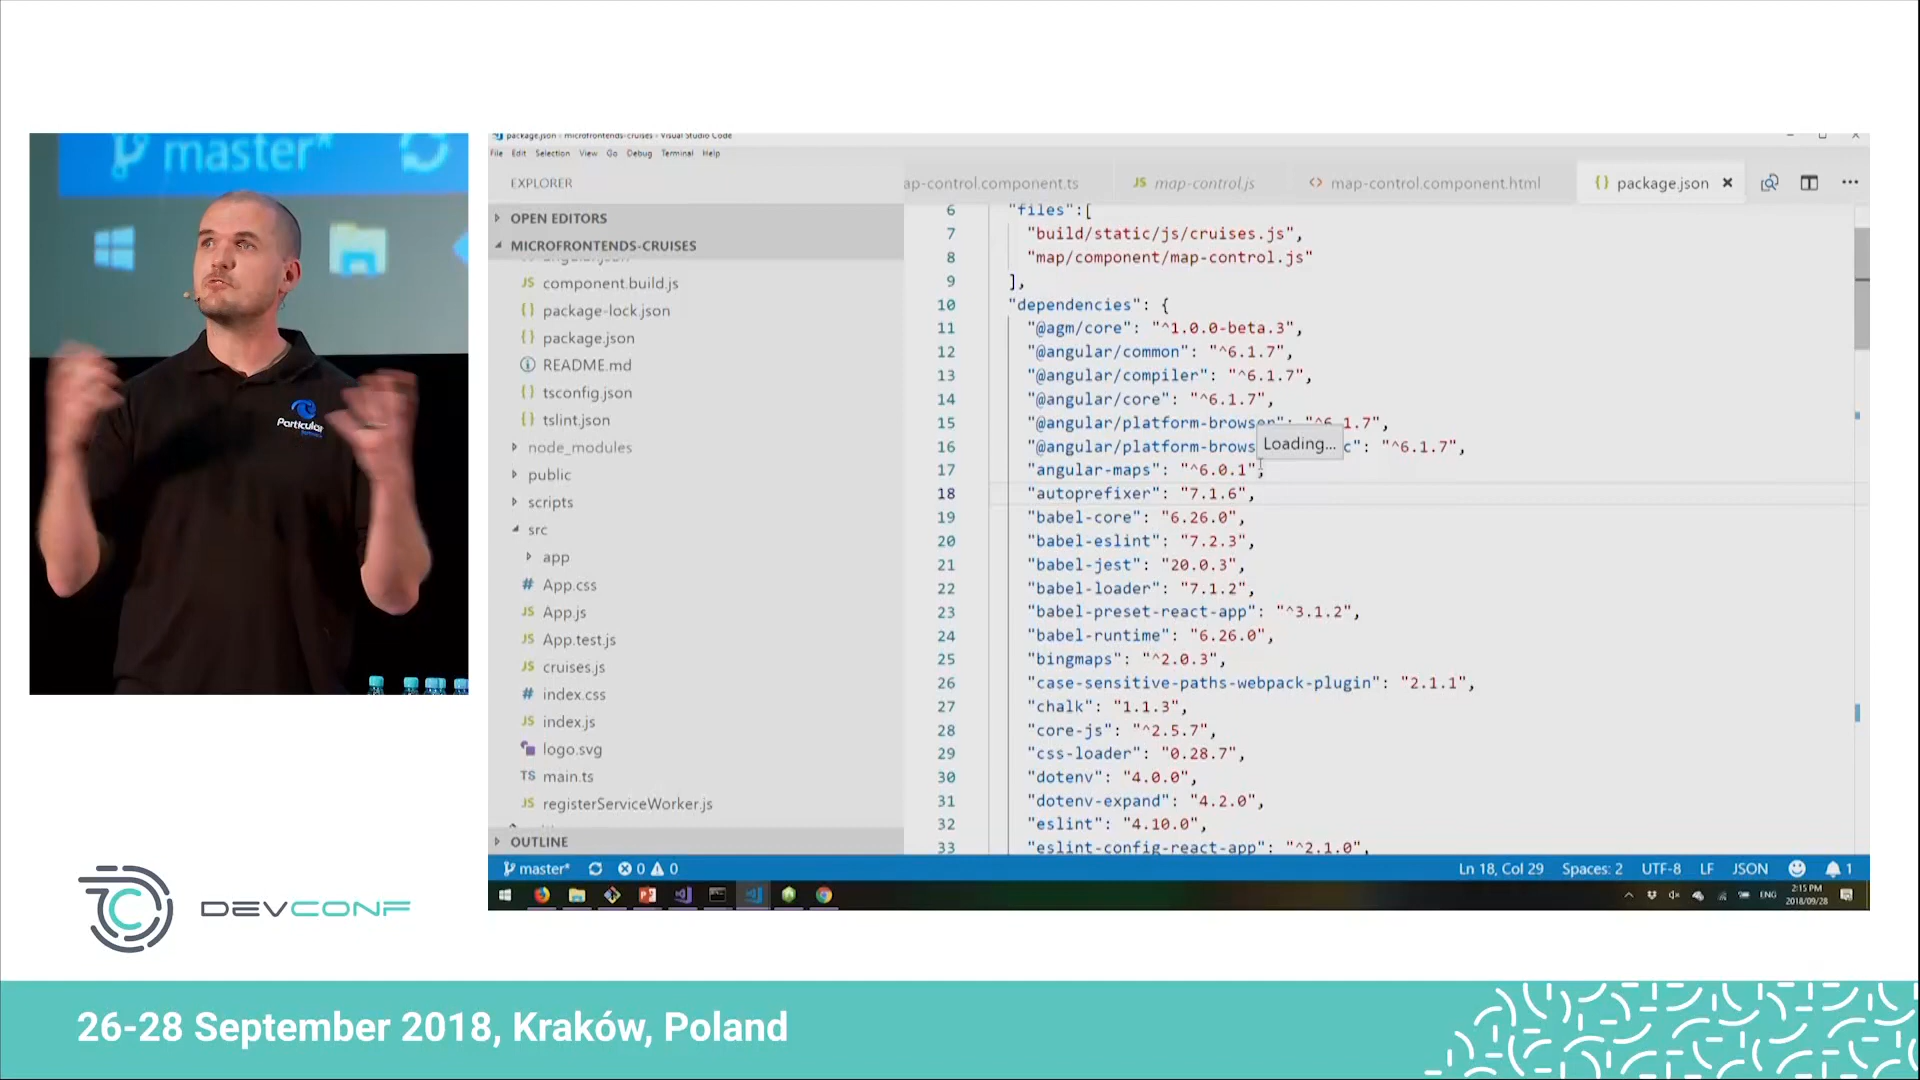 master*
Particular
package.json - microfrontends-cruises - Visual Studio Code
File Edit Selection View Go Debug Terminal Help
EXPLORER
OPEN EDITORS
MICROFRONTENDS-CRUISES
angular.json
component.build.js
package-lock.json
package.json
README.md
tsconfig.json
tslint.json
node_modules
public
scripts
src
app
App.css
App.js
App.test.js
cruises.js
index.css
index.js
logo.svg
main.ts
registerServiceWorker.js
OUTLINE
ap-control.component.ts
map-control.js
map-control.component.html
package.json
6 "files":[
7 "build/static/js/cruises.js",
8 "map/component/map-control.js"
9 ],
10 "dependencies": {
11 "@agm/core": "^1.0.0-beta.3",
12 "@angular/common": "^6.1.7",
13 "@angular/compiler": "^6.1.7",
14 "@angular/core": "^6.1.7",
15 "@angular/platform-browser": "^6.1.7",
16 "@angular/platform-brows c": "^6.1.7",
Loading...
17 "angular-maps": "^6.0.1",
18 "autoprefixer": "7.1.6",
19 "babel-core": "6.26.0",
20 "babel-eslint": "7.2.3",
21 "babel-jest": "20.0.3",
22 "babel-loader": "7.1.2",
23 "babel-preset-react-app": "^3.1.2",
24 "babel-runtime": "6.26.0",
25 "bingmaps": "^2.0.3",
26 "case-sensitive-paths-webpack-plugin": "2.1.1",
27 "chalk": "1.1.3",
28 "core-js": "^2.5.7",
29 "css-loader": "0.28.7",
30 "dotenv": "4.0.0",
31 "dotenv-expand": "4.2.0",
32 "eslint": "4.10.0",
33 "eslint-config-react-app": "^2.1.0",
master* 0 0 Ln 18, Col 29 Spaces: 2 UTF-8 LF JSON 1
ENG 2:15 PM
2018/09/28
DEVCONF
26-28 September 2018, Kraków, Poland